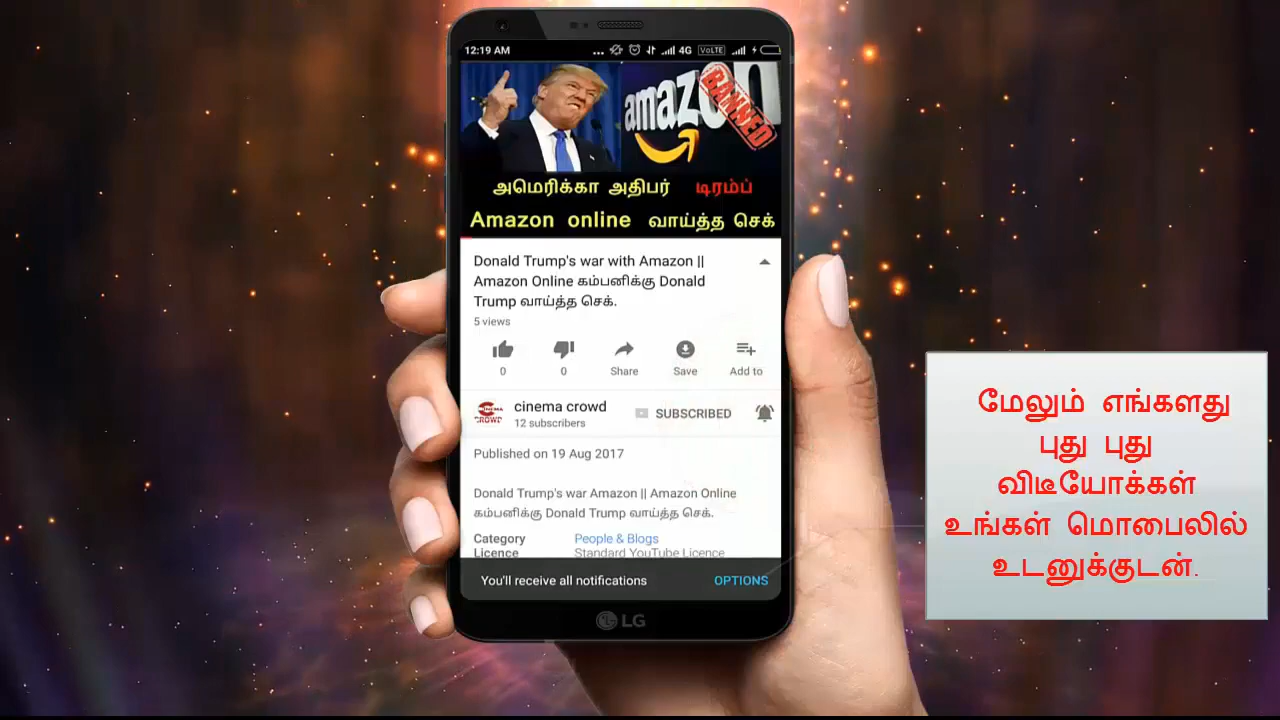 12:19 AM
... 4G VoLTE
amazon
BANNED
அமெரிக்கா அதிபர் டிரம்ப்
Amazon online வாய்த்த செக்
Donald Trump's war with Amazon ||
Amazon Online கம்பனிக்கு Donald
Trump வாய்த்த செக்.
5 views
0 0 Share Save Add to
CINEMA
CROWD
cinema crowd
12 subscribers
SUBSCRIBED
Published on 19 Aug 2017
Donald Trump's war Amazon || Amazon Online
கம்பனிக்கு Donald Trump வாய்த்த செக்.
Category People & Blogs
Licence Standard YouTube Licence
You'll receive all notifications OPTIONS
LG
மேலும் எங்களது
புது புது
விடீயோக்கள்
உங்கள் மொபைலில்
உடனுக்குடன்.